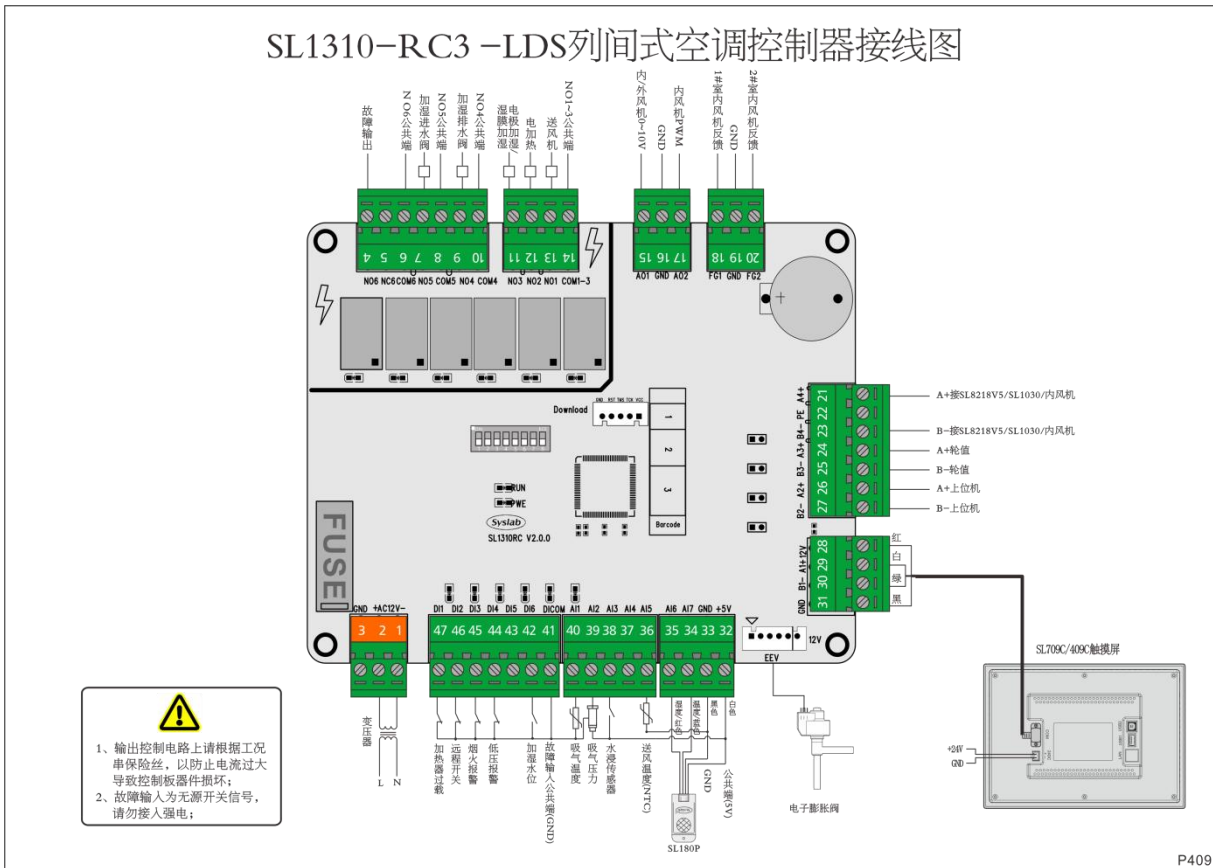 SL1310-RC3 -LDS列间式空调控制器接线图
故障输出
NO6公共端
加湿进水阀
NO5公共端
加湿排水阀
NO4公共端
电极加湿/
湿膜加湿
电加热
送风机
NO1~3公共端
内/外风机0~10V
GND
内风机PWM
1#室内风机反馈
GND
2#室内风机反馈
4 5 6 7 8 9 10
11 12 13 14
15 16 17
18 19 20
NO6 NC6 COM6 NO5 COM5 NO4 COM4
NO3 NO2 NO1 COM1-3
AO1 GND AO2
FG1 GND FG2
+
Download
GND RST TMS TCK VCC
1
2
3
Barcode
RUN
PWE
Syslab
SL1310RC V2.0.0
FUSE
A4+ 21 A+接SL8218V5/SL1030/内风机
PE 22
B4- 23 B-接SL8218V5/SL1030/内风机
A3+ 24 A+轮值
B3- 25 B-轮值
A2+ 26 A+上位机
B2- 27 B-上位机
12V 28 红
A1+ 29 白
B1- 30 绿
GND 31 黑
GND +AC12V-
3 2 1
DI1 DI2 DI3 DI4 DI5 DI6 DICOM
47 46 45 44 43 42 41
AI1 AI2 AI3 AI4 AI5
40 39 38 37 36
AI6 AI7 GND +5V
35 34 33 32
12V
EEV
变压器
L N
加热器过载
远程开关
烟火报警
低压报警
加湿水位
故障输入公共端(GND)
吸气温度
吸气压力
水浸传感器
送风温度(NTC)
湿度/红色
温度/蓝色
黑色
白色
GND
公共端(5V)
SL180P
电子膨胀阀
SL709C/409C触摸屏
+24V
GND
1、输出控制电路上请根据工况
串保险丝，以防止电流过大
导致控制板器件损坏；
2、故障输入为无源开关信号，
请勿接入强电；
P409